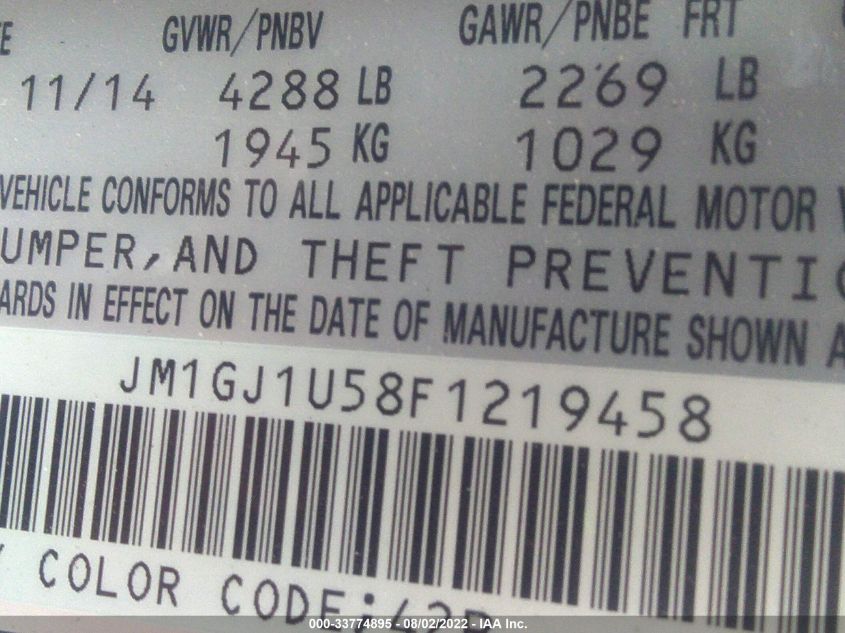 GVWR/PNBV GAWR/PNBE FRT
11/14 4288 LB 2269 LB
1945 KG 1029 KG
VEHICLE CONFORMS TO ALL APPLICABLE FEDERAL MOTOR
UMPER, AND THEFT PREVENTIO
ARDS IN EFFECT ON THE DATE OF MANUFACTURE SHOWN A
JM1GJ1U58F1219458
COLOR CODE:42B
000-33774895 - 08/02/2022 - IAA Inc.